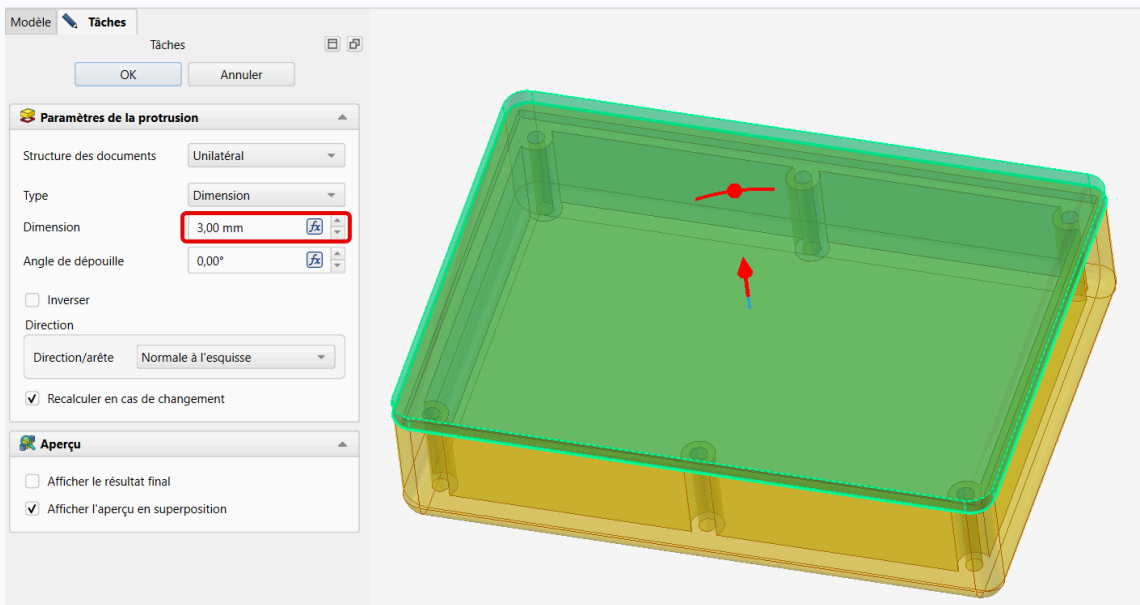 Modèle Tâches
Tâches
OK Annuler
Paramètres de la protrusion
Structure des documents Unilatéral
Type Dimension
Dimension 3,00 mm fx
Angle de dépouille 0,00° fx
Inverser
Direction
Direction/arête Normale à l'esquisse
Recalculer en cas de changement
Aperçu
Afficher le résultat final
Afficher l'aperçu en superposition